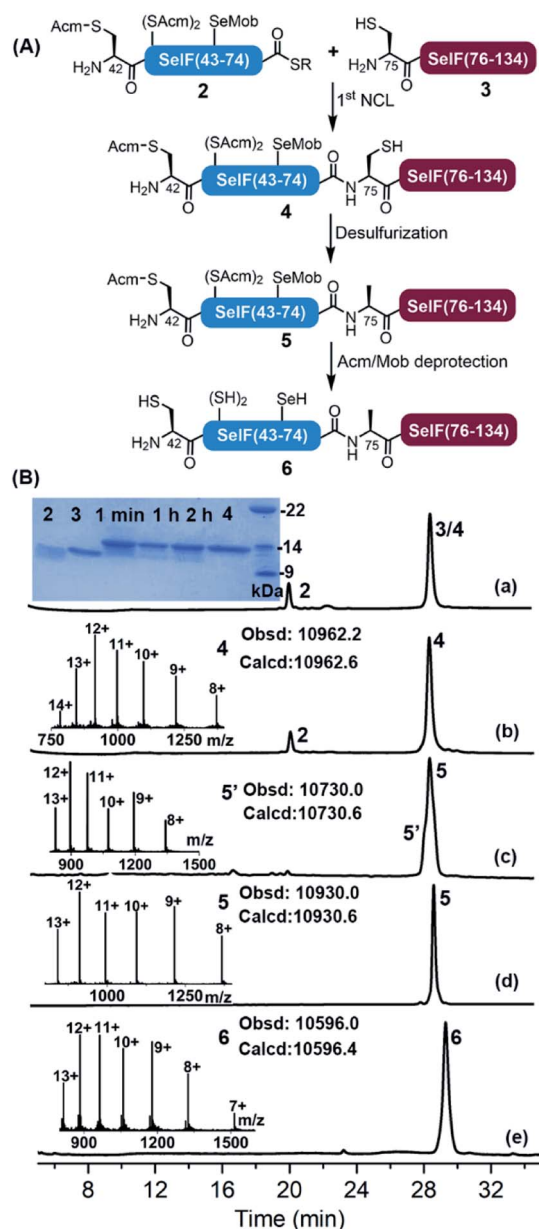 (A)
Acm-S (SAcm)2 SeMob
H2N 42 O SelF(43-74) O SR
2
+
HS
H2N 75 O SelF(76-134)
3
1st NCL
Acm-S (SAcm)2 SeMob SH
H2N 42 O SelF(43-74) O N H 75 O SelF(76-134)
4
Desulfurization
Acm-S (SAcm)2 SeMob
H2N 42 O SelF(43-74) O N H 75 O SelF(76-134)
5
Acm/Mob deprotection
HS (SH)2 SeH
H2N 42 O SelF(43-74) O N H 75 O SelF(76-134)
6
(B)
2 3 1 min 1 h 2 h 4
-22
-14
-9
kDa
2
3/4
(a)
14+ 13+ 12+ 11+ 10+ 9+ 8+
750 1000 1250 m/z
4 Obsd: 10962.2
Calcd:10962.6
2
4
(b)
13+ 12+ 11+ 10+ 9+ 8+
m/z
900 1200 1500
5' Obsd: 10730.0
Calcd:10730.6
5'
5
(c)
13+ 12+ 11+ 10+ 9+ 8+
1000 1250 m/z
5 Obsd: 10930.0
Calcd:10930.6
5
(d)
13+ 12+ 11+ 10+ 9+ 8+ 7+
m/z
900 1200 1500
6 Obsd: 10596.0
Calcd:10596.4
6
(e)
8 12 16 20 24 28 32
Time (min)